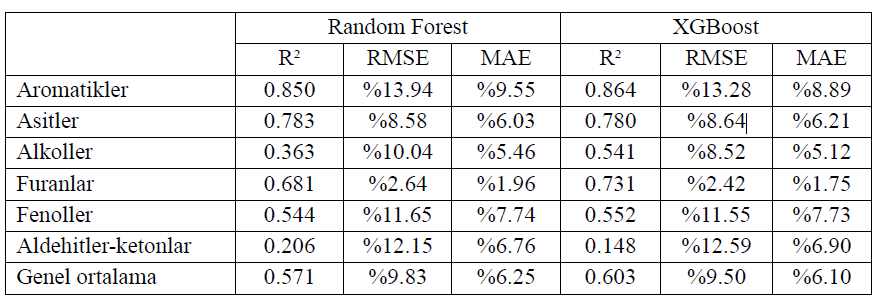 Random Forest XGBoost
R² RMSE MAE R² RMSE MAE
Aromatikler 0.850 %13.94 %9.55 0.864 %13.28 %8.89
Asitler 0.783 %8.58 %6.03 0.780 %8.64 %6.21
Alkoller 0.363 %10.04 %5.46 0.541 %8.52 %5.12
Furanlar 0.681 %2.64 %1.96 0.731 %2.42 %1.75
Fenoller 0.544 %11.65 %7.74 0.552 %11.55 %7.73
Aldehitler-ketonlar 0.206 %12.15 %6.76 0.148 %12.59 %6.90
Genel ortalama 0.571 %9.83 %6.25 0.603 %9.50 %6.10